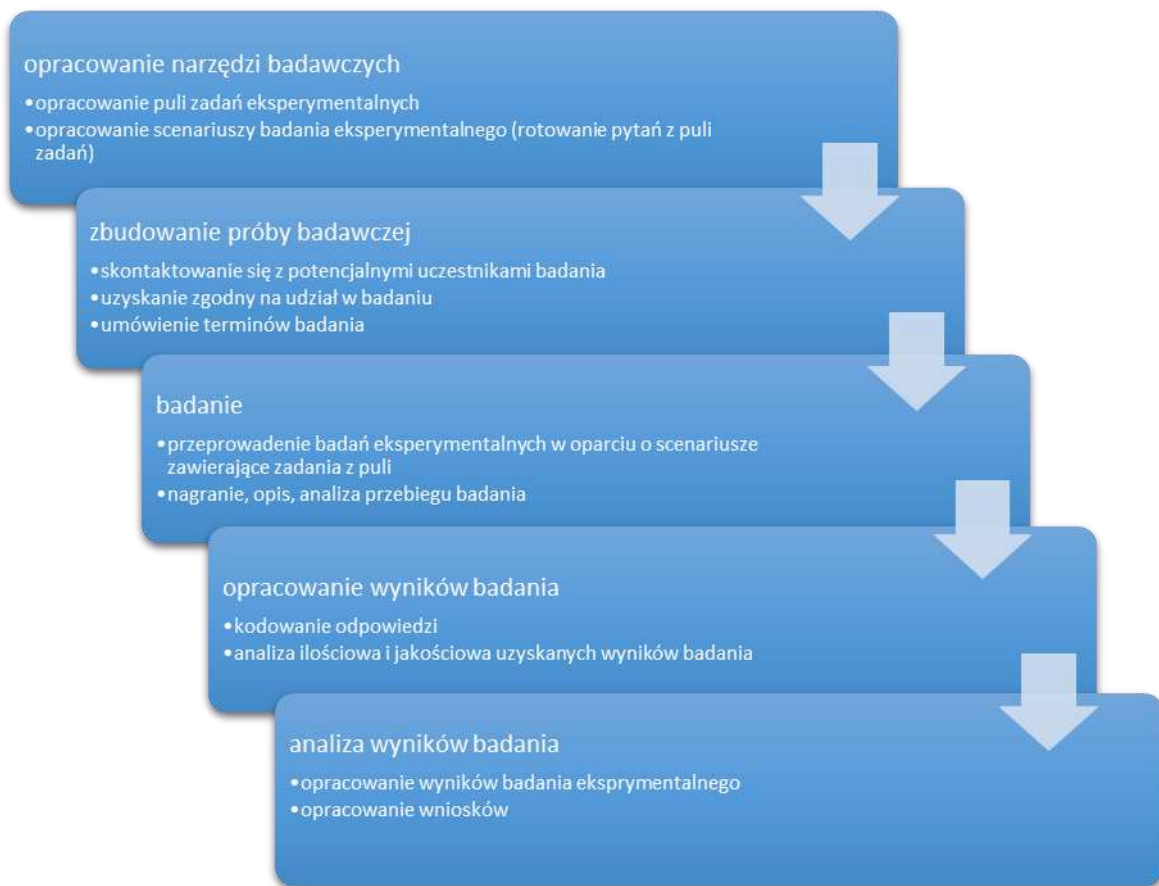 opracowanie narzędzi badawczych
•opracowanie puli zadań eksperymentalnych
•opracowanie scenariuszy badania eksperymentalnego (rotowanie pytań z puli
zadań)
zbudowanie próby badawczej
•skontaktowanie się z potencjalnymi uczestnikami badania
•uzyskanie zgodny na udział w badaniu
•umówienie terminów badania
badanie
•przeprowadenie badań eksperymentalnych w oparciu o scenariusze
zawierające zadania z puli
•nagranie, opis, analiza przebiegu badania
opracowanie wyników badania
•kodowanie odpowiedzi
•analiza ilościowa i jakościowa uzyskanych wyników badania
analiza wyników badania
•opracowanie wyników badania eksprymentalnego
•opracowanie wniosków